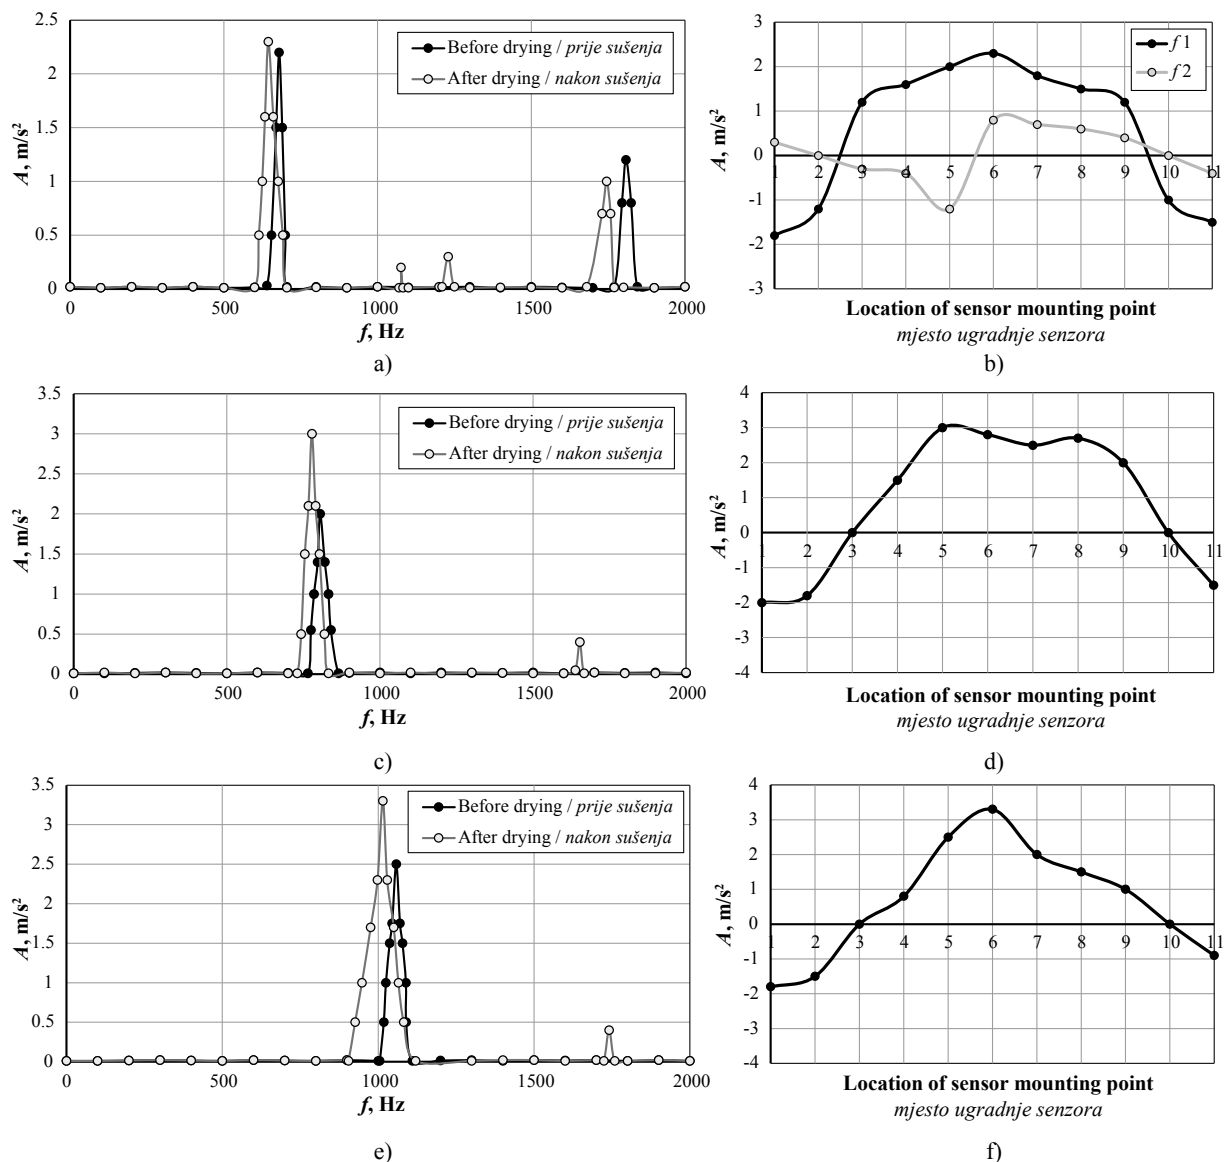 2.5
2
1.5
1
0.5
0
A, m/s²
Before drying / prije sušenja
After drying / nakon sušenja
0 500 1000 1500 2000
f, Hz
a)
3
2
1
0
-1
-2
-3
A, m/s²
f 1
f 2
1 2 3 4 5 6 7 8 9 10 11
Location of sensor mounting point
mjesto ugradnje senzora
b)
3.5
3
2.5
2
1.5
1
0.5
0
A, m/s²
Before drying / prije sušenja
After drying / nakon sušenja
0 500 1000 1500 2000
f, Hz
c)
4
3
2
1
0
-1
-2
-3
-4
A, m/s²
1 2 3 4 5 6 7 8 9 10 11
Location of sensor mounting point
mjesto ugradnje senzora
d)
3.5
3
2.5
2
1.5
1
0.5
0
A, m/s²
Before drying / prije sušenja
After drying / nakon sušenja
0 500 1000 1500 2000
f, Hz
e)
4
3
2
1
0
-1
-2
-3
-4
A, m/s²
1 2 3 4 5 6 7 8 9 10 11
Location of sensor mounting point
mjesto ugradnje senzora
f)